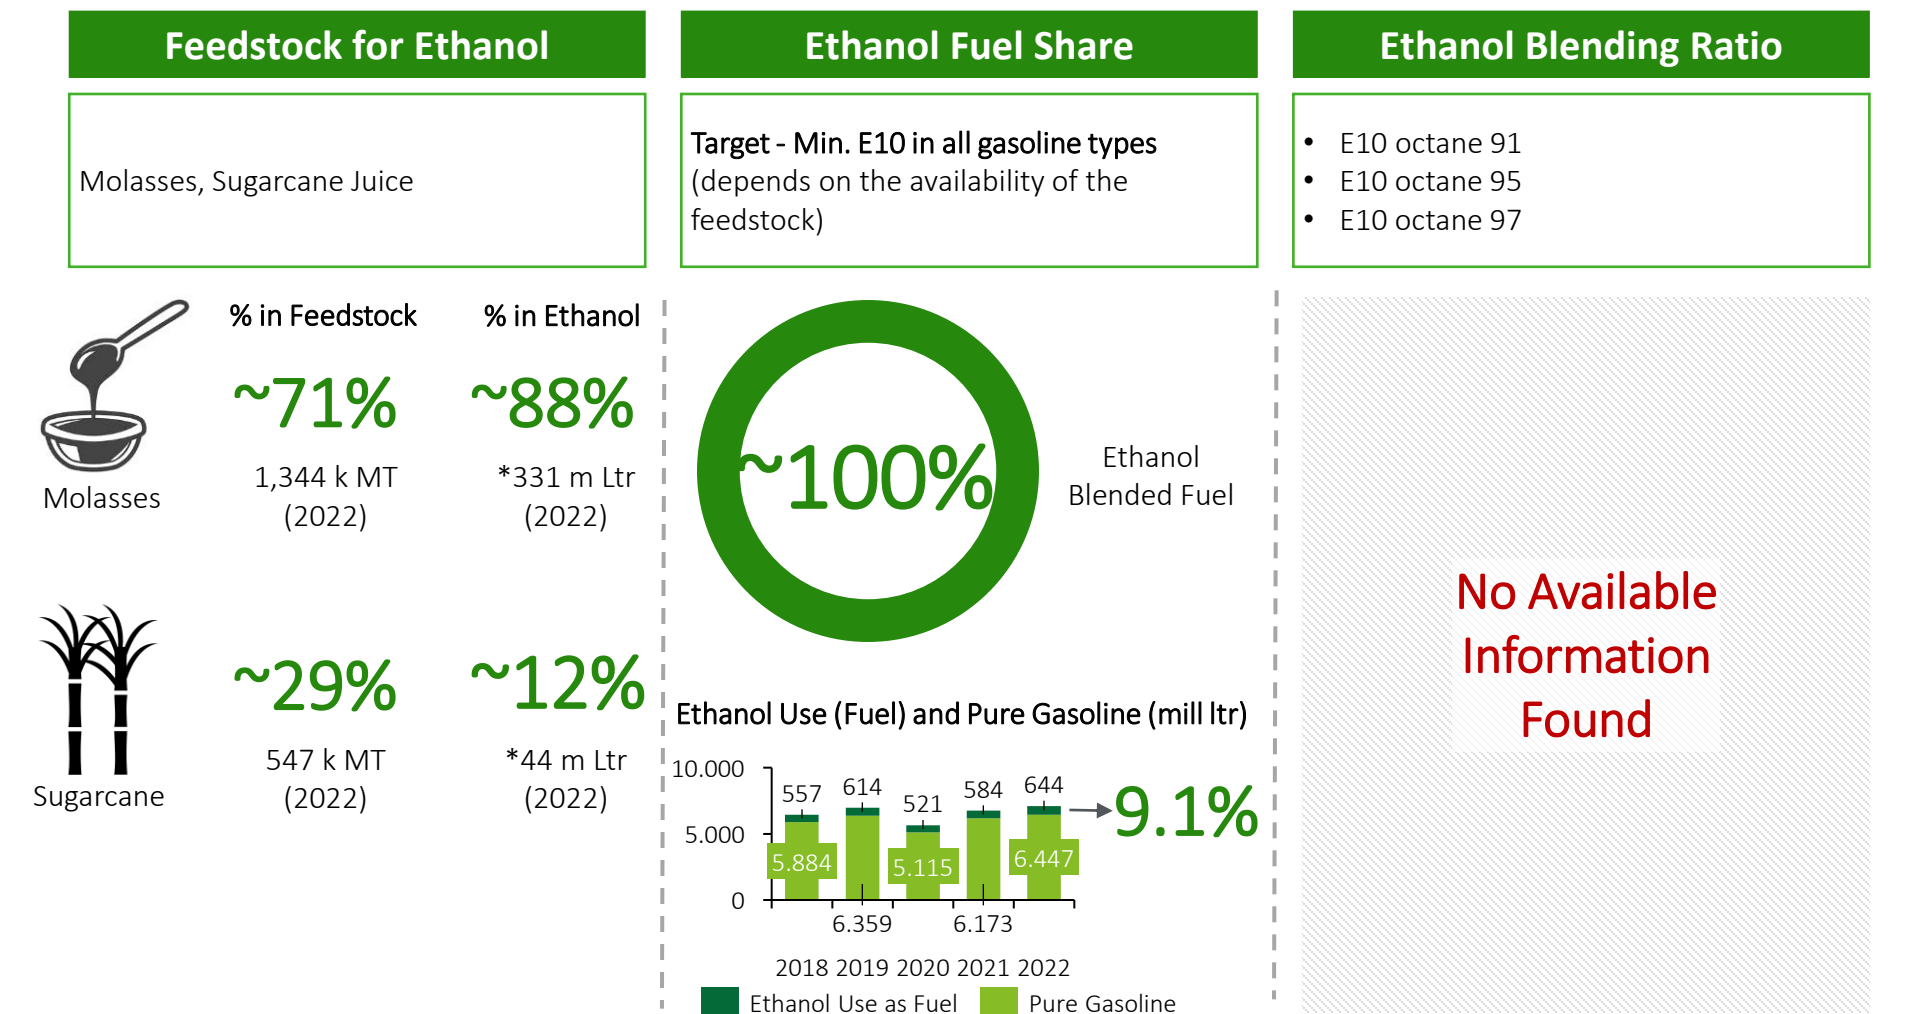 Feedstock for Ethanol
Molasses, Sugarcane Juice
% in Feedstock
% in Ethanol
~71%
~88%
1,344 k MT
(2022)
*331 m Ltr
(2022)
Molasses
~29%
~12%
547 k MT
(2022)
*44 m Ltr
(2022)
Sugarcane
Ethanol Fuel Share
Target - Min. E10 in all gasoline types
(depends on the availability of the
feedstock)
~100%
Ethanol
Blended Fuel
Ethanol Use (Fuel) and Pure Gasoline (mill ltr)
10.000
5.000
0
557
614
521
584
644
9.1%
5.884
6.359
5.115
6.173
6.447
2018 2019 2020 2021 2022
Ethanol Use as Fuel
Pure Gasoline
Ethanol Blending Ratio
• E10 octane 91
• E10 octane 95
• E10 octane 97
No Available
Information
Found